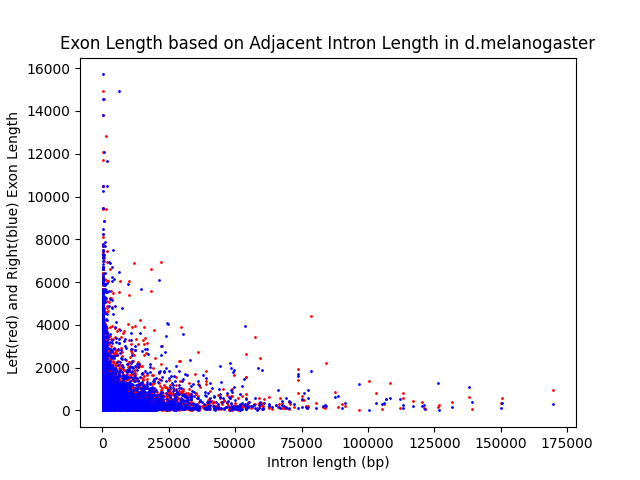 Exon Length based on Adjacent Intron Length in d.melanogaster
Left(red) and Right(blue) Exon Length
16000
14000
12000
10000
8000
6000
4000
2000
0
0 25000 50000 75000 100000 125000 150000 175000
Intron length (bp)